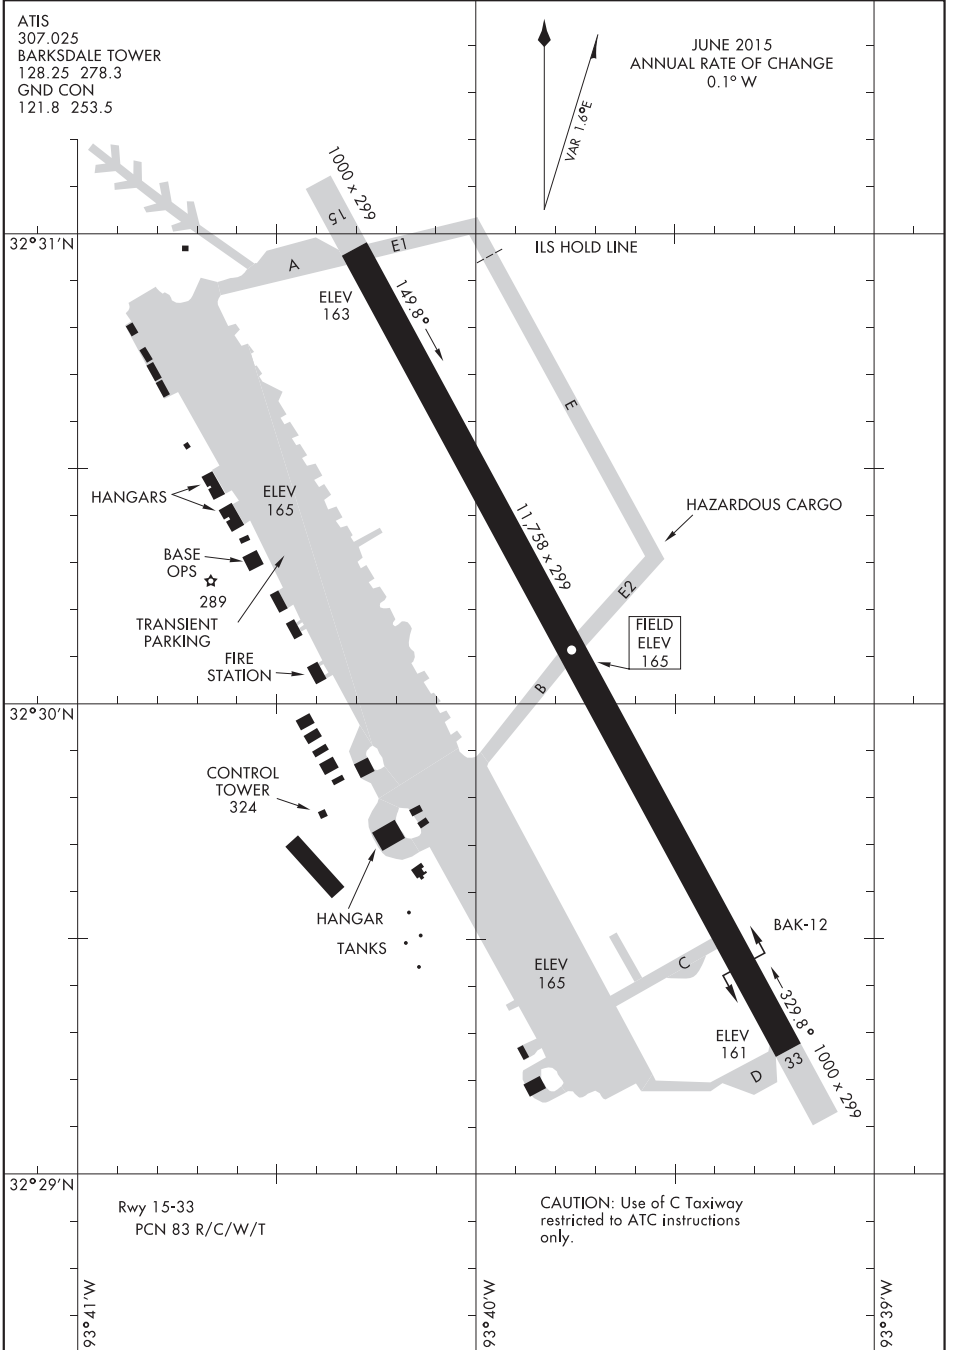 ATIS
307.025
BARKSDALE TOWER
128.25 278.3
GND CON
121.8 253.5
JUNE 2015
ANNUAL RATE OF CHANGE
0.1° W
VAR 1.6°E
1000 x 299
15
32°31'N
A
E1
ILS HOLD LINE
ELEV
163
149.8°
E
HANGARS
ELEV
165
HAZARDOUS CARGO
11,758 x 299
BASE
OPS
289
E2
TRANSIENT
PARKING
FIELD
ELEV
165
FIRE
STATION
B
32°30'N
CONTROL
TOWER
324
HANGAR
TANKS
BAK-12
C
ELEV
165
329.8°
ELEV
161
33
D
1000 x 299
32°29'N
Rwy 15-33
PCN 83 R/C/W/T
CAUTION: Use of C Taxiway
restricted to ATC instructions
only.
93°41'W
93°40'W
93°39'W